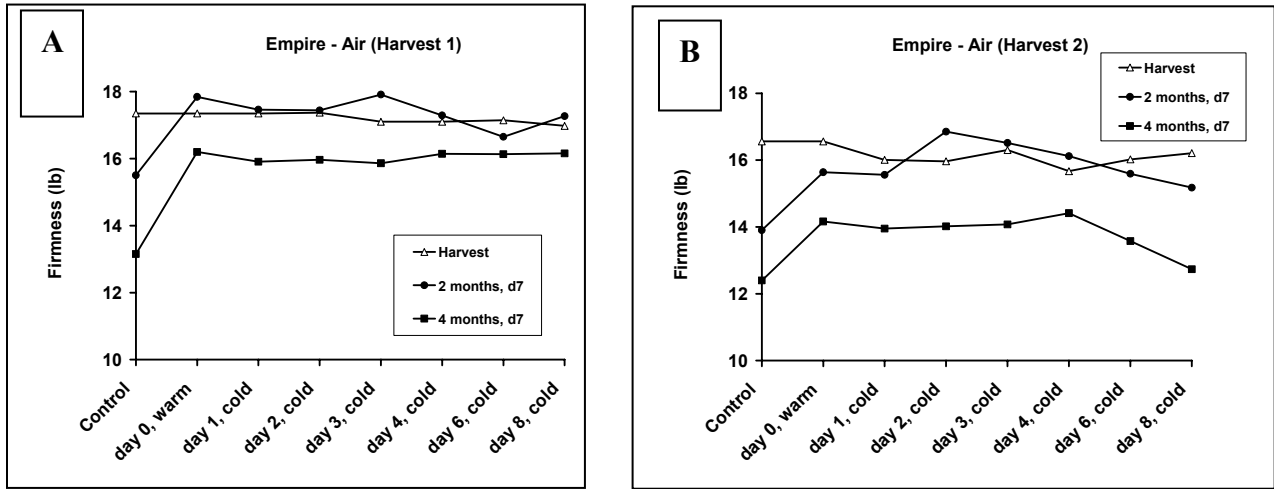 A
Empire - Air (Harvest 1)
18
16
14
12
10
Firmness (lb)
Harvest
2 months, d7
4 months, d7
Control
day 0, warm
day 1, cold
day 2, cold
day 3, cold
day 4, cold
day 6, cold
day 8, cold
B
Empire - Air (Harvest 2)
Harvest
2 months, d7
4 months, d7
18
16
14
12
10
Firmness (lb)
Control
day 0, warm
day 1, cold
day 2, cold
day 3, cold
day 4, cold
day 6, cold
day 8, cold